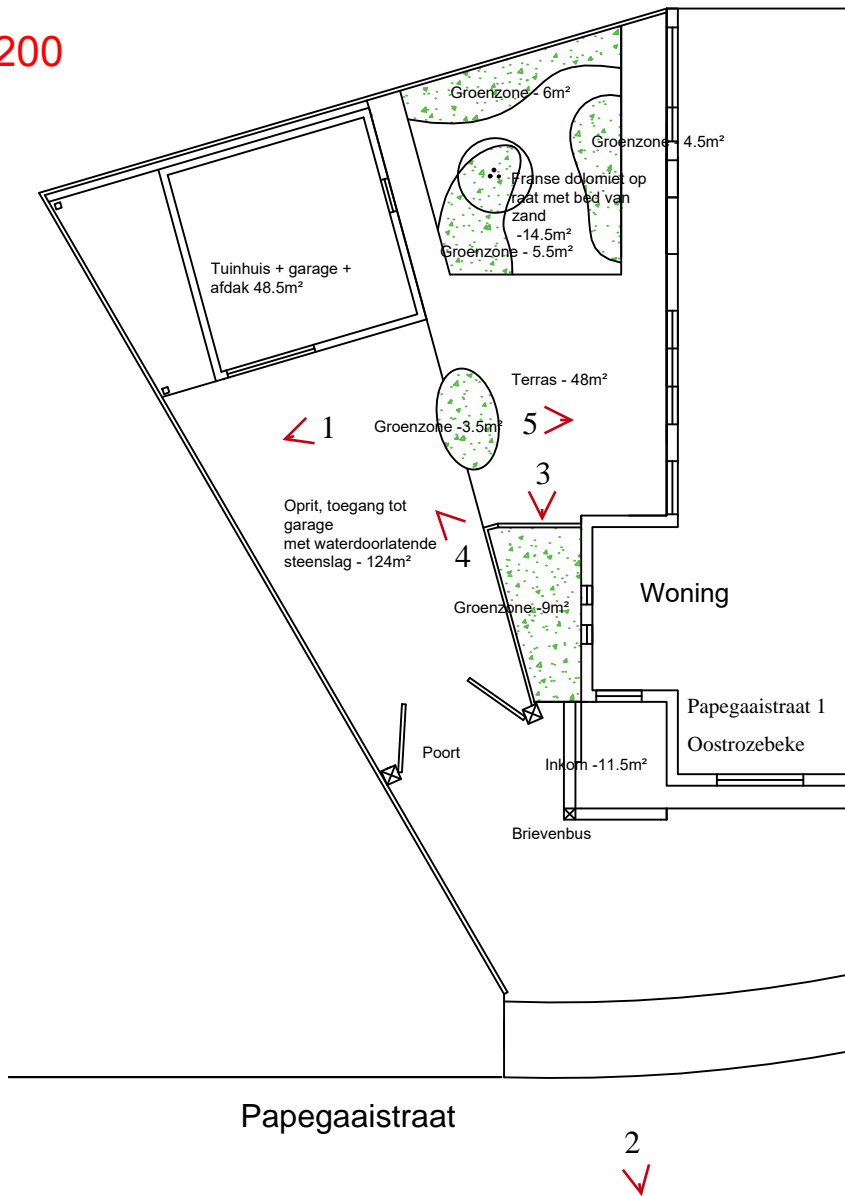 200
Groenzone - 6m²
Groenzone - 4.5m²
Franse dolomiet op
raat met bed van
zand
-14.5m²
Groenzone - 5.5m²
Tuinhuis + garage +
afdak 48.5m²
Terras - 48m²
1
Groenzone -3.5m²
5
3
Oprit, toegang tot
garage
met waterdoorlatende
steenslag - 124m²
4
Groenzone -9m²
Woning
Papegaaistraat 1
Oostrozebeke
Poort
Inkom -11.5m²
Brievenbus
Papegaaistraat
2